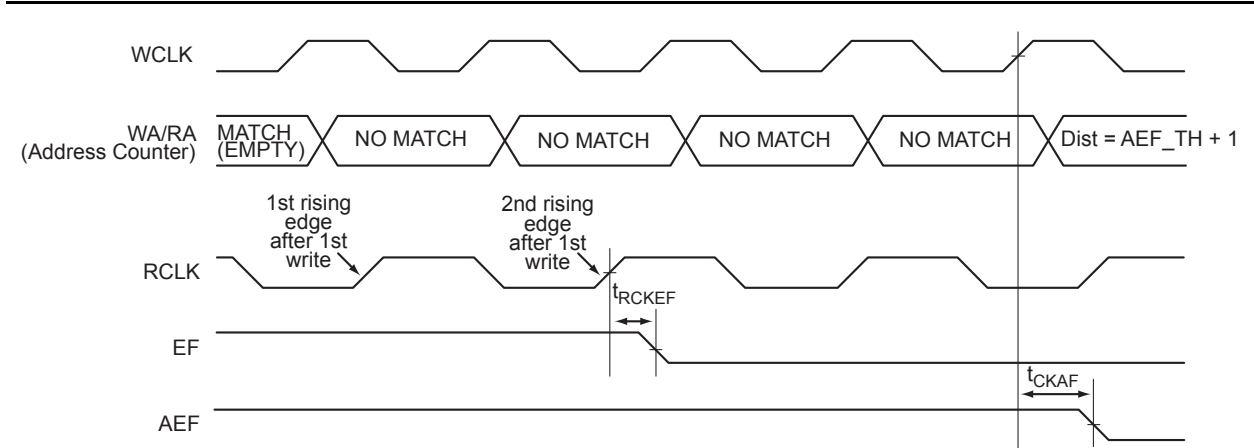 WCLK
WA/RA
(Address Counter)
MATCH
(EMPTY)
NO MATCH
NO MATCH
NO MATCH
NO MATCH
Dist = AEF_TH + 1
1st rising
edge
after 1st
write
2nd rising
edge
after 1st
write
RCLK
tRCKEF
EF
tCKAF
AEF